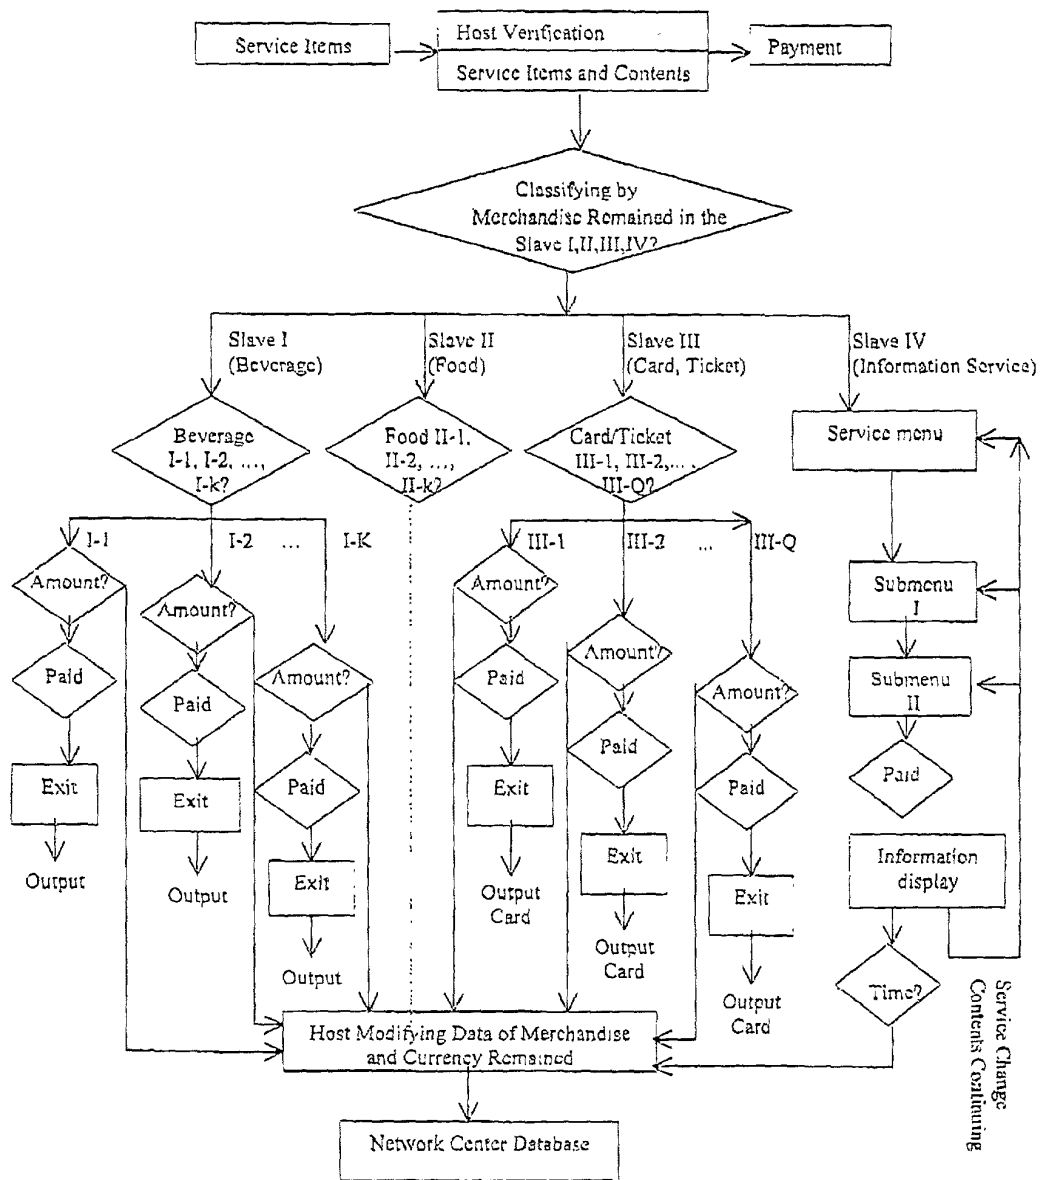 Service Items
Host Verification
Service Items and Contents
Payment
Classifying by
Merchandise Remained in the
Slave I,II,III,IV?
Slave I
(Beverage)
Slave II
(Food)
Slave III
(Card, Ticket)
Slave IV
(Information Service)
Beverage
I-1, I-2, ...,
I-k?
Food II-1,
II-2, ...,
II-k?
Card/Ticket
III-1, III-2,...,
III-Q?
Service menu
I-1
I-2
...
I-K
III-1
III-2
...
III-Q
Amount?
Amount?
Amount?
Amount?
Amount?
Amount?
Submenu
I
Submenu
II
Paid
Paid
Paid
Paid
Paid
Paid
Paid
Exit
Exit
Exit
Exit
Exit
Exit
Information
display
Output
Output
Output
Output
Card
Output
Card
Output
Card
Time?
Service Change
Contents Coatinuing
Host Modifying Data of Merchandise
and Currency Remained
Network Center Database